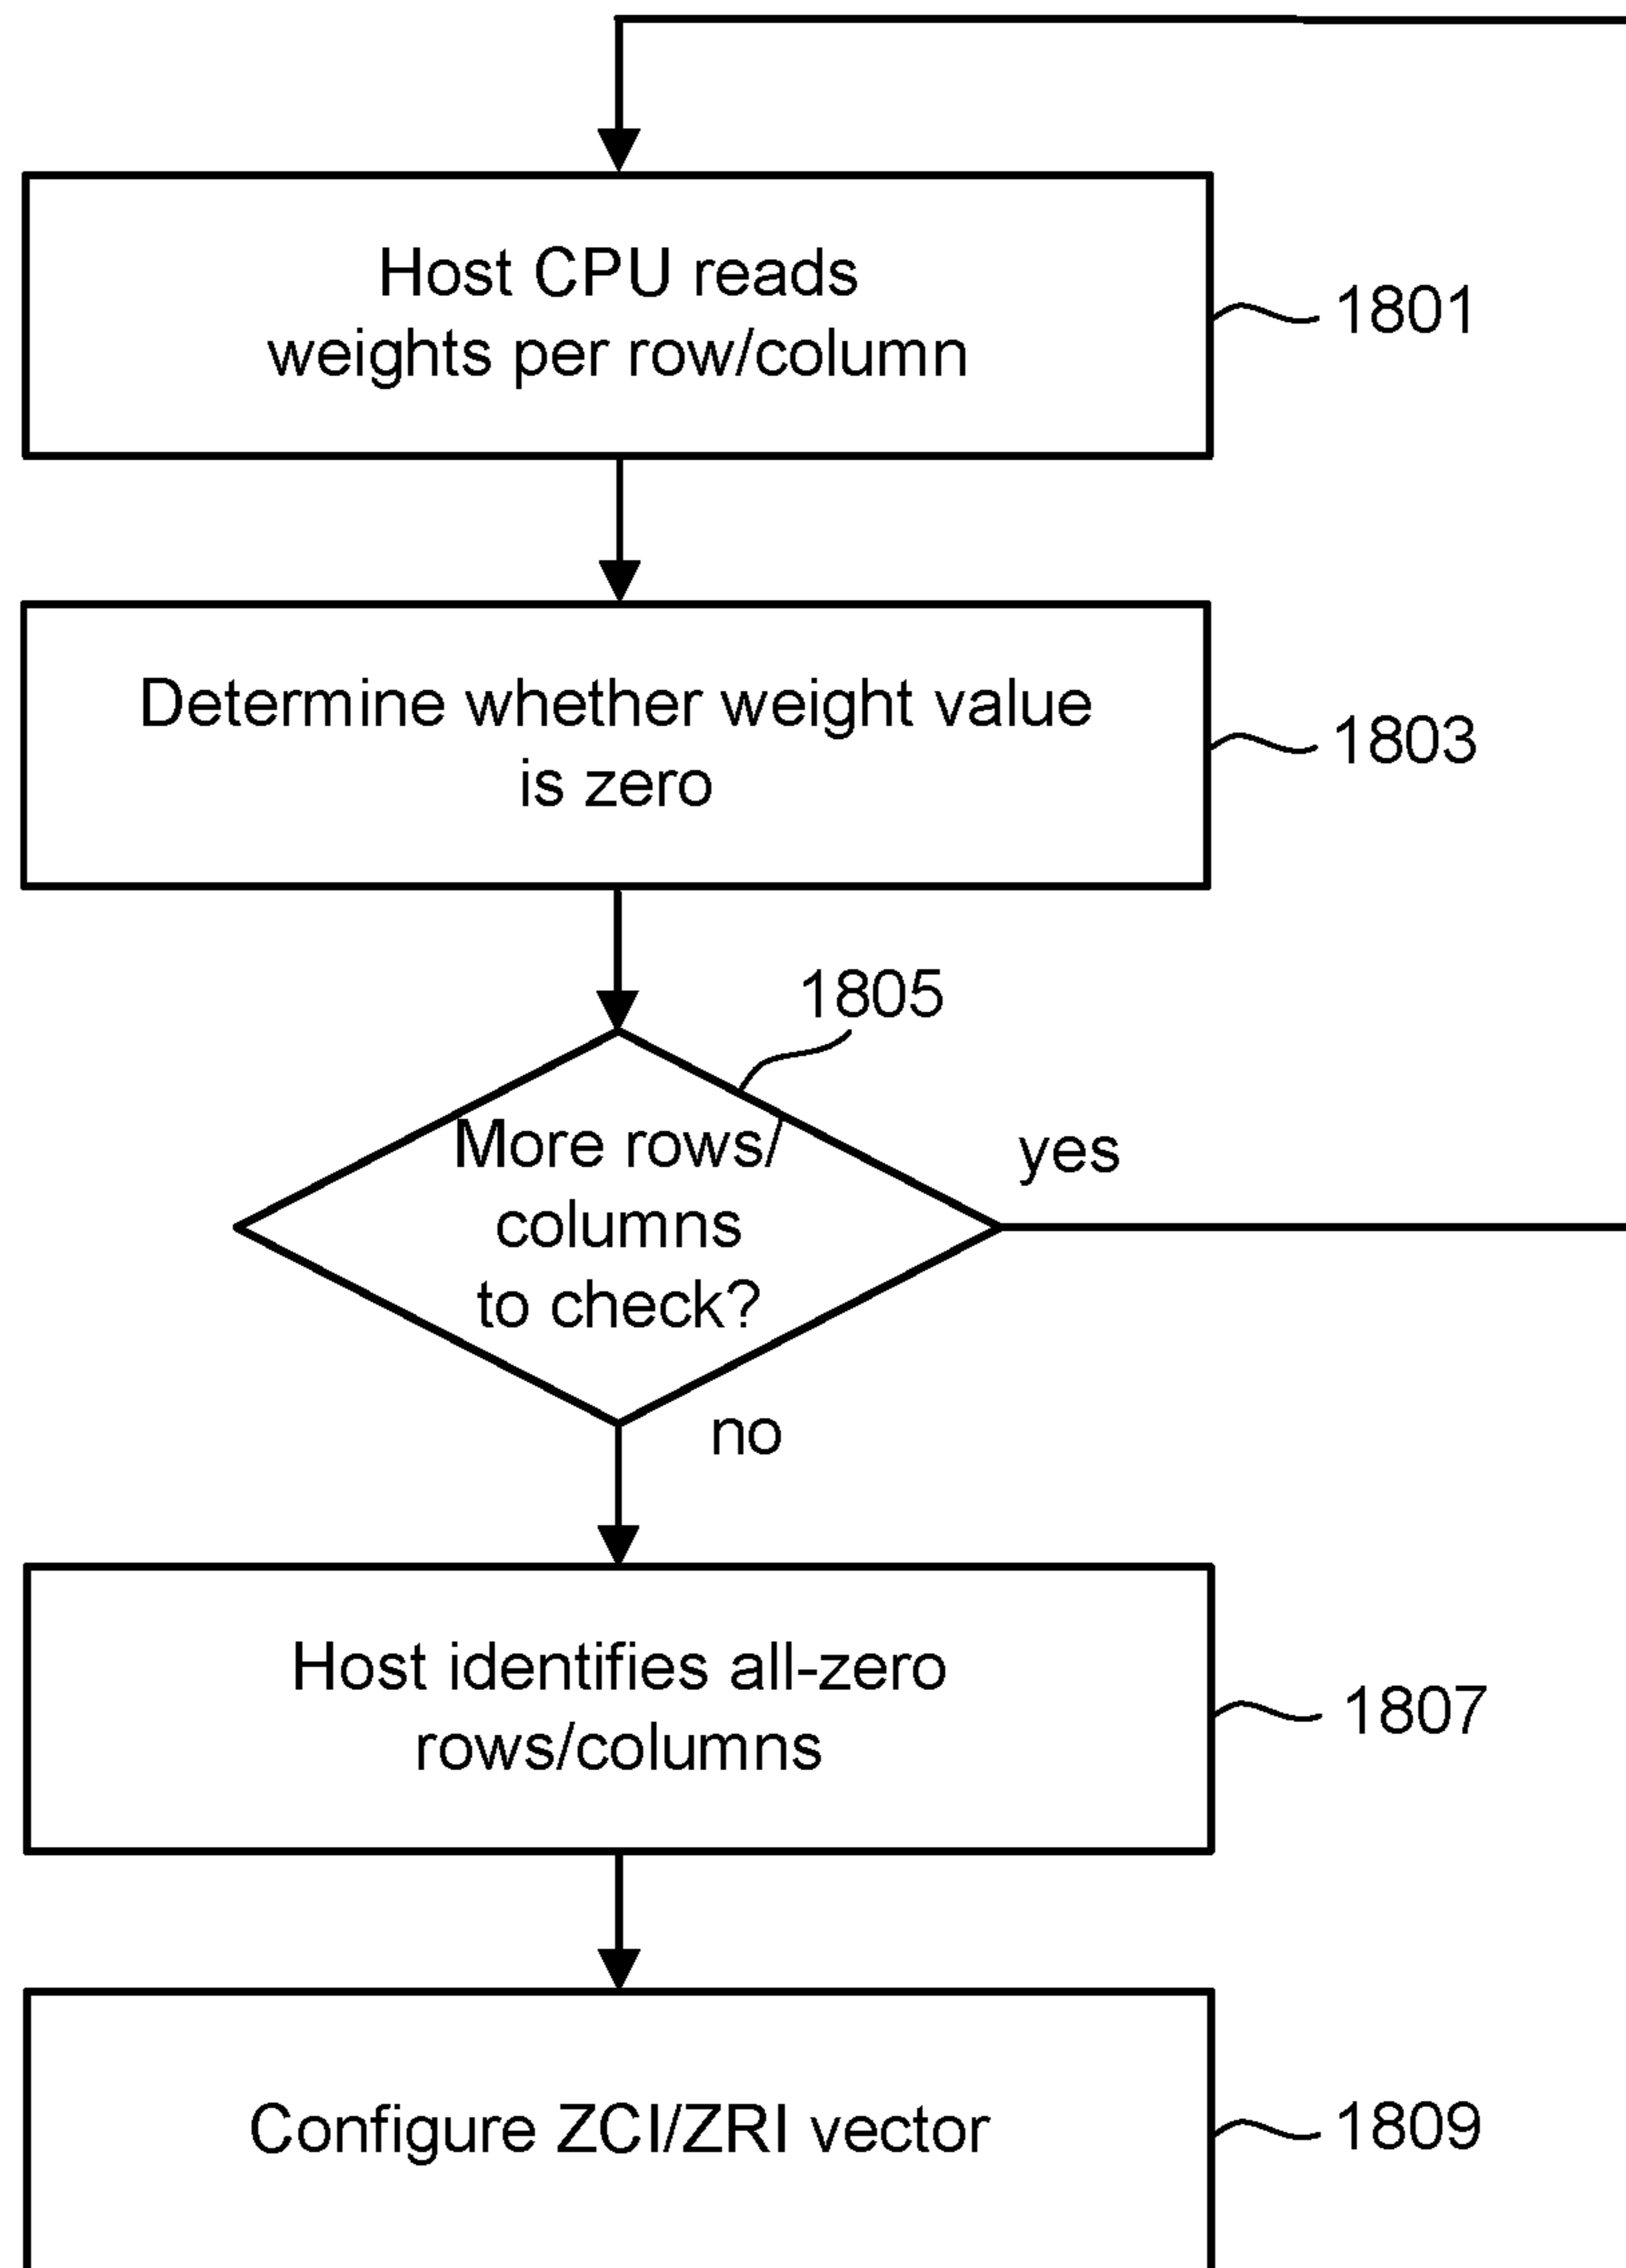 Host CPU reads
weights per row/column
1801
Determine whether weight value
is zero
1803
1805
More rows/
columns
to check?
yes
no
Host identifies all-zero
rows/columns
1807
Configure ZCI/ZRI vector
1809